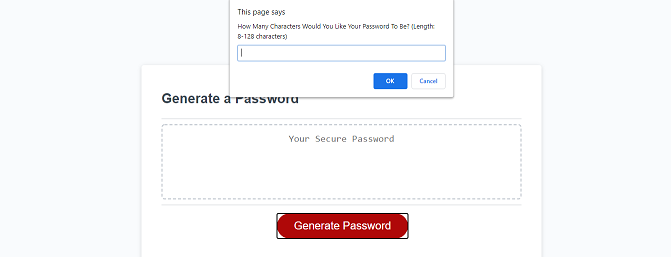 This page says
How Many Characters Would You Like Your Password To Be? (Length:
8-128 characters)
OK
Cancel
Generate a Password
Your Secure Password
Generate Password